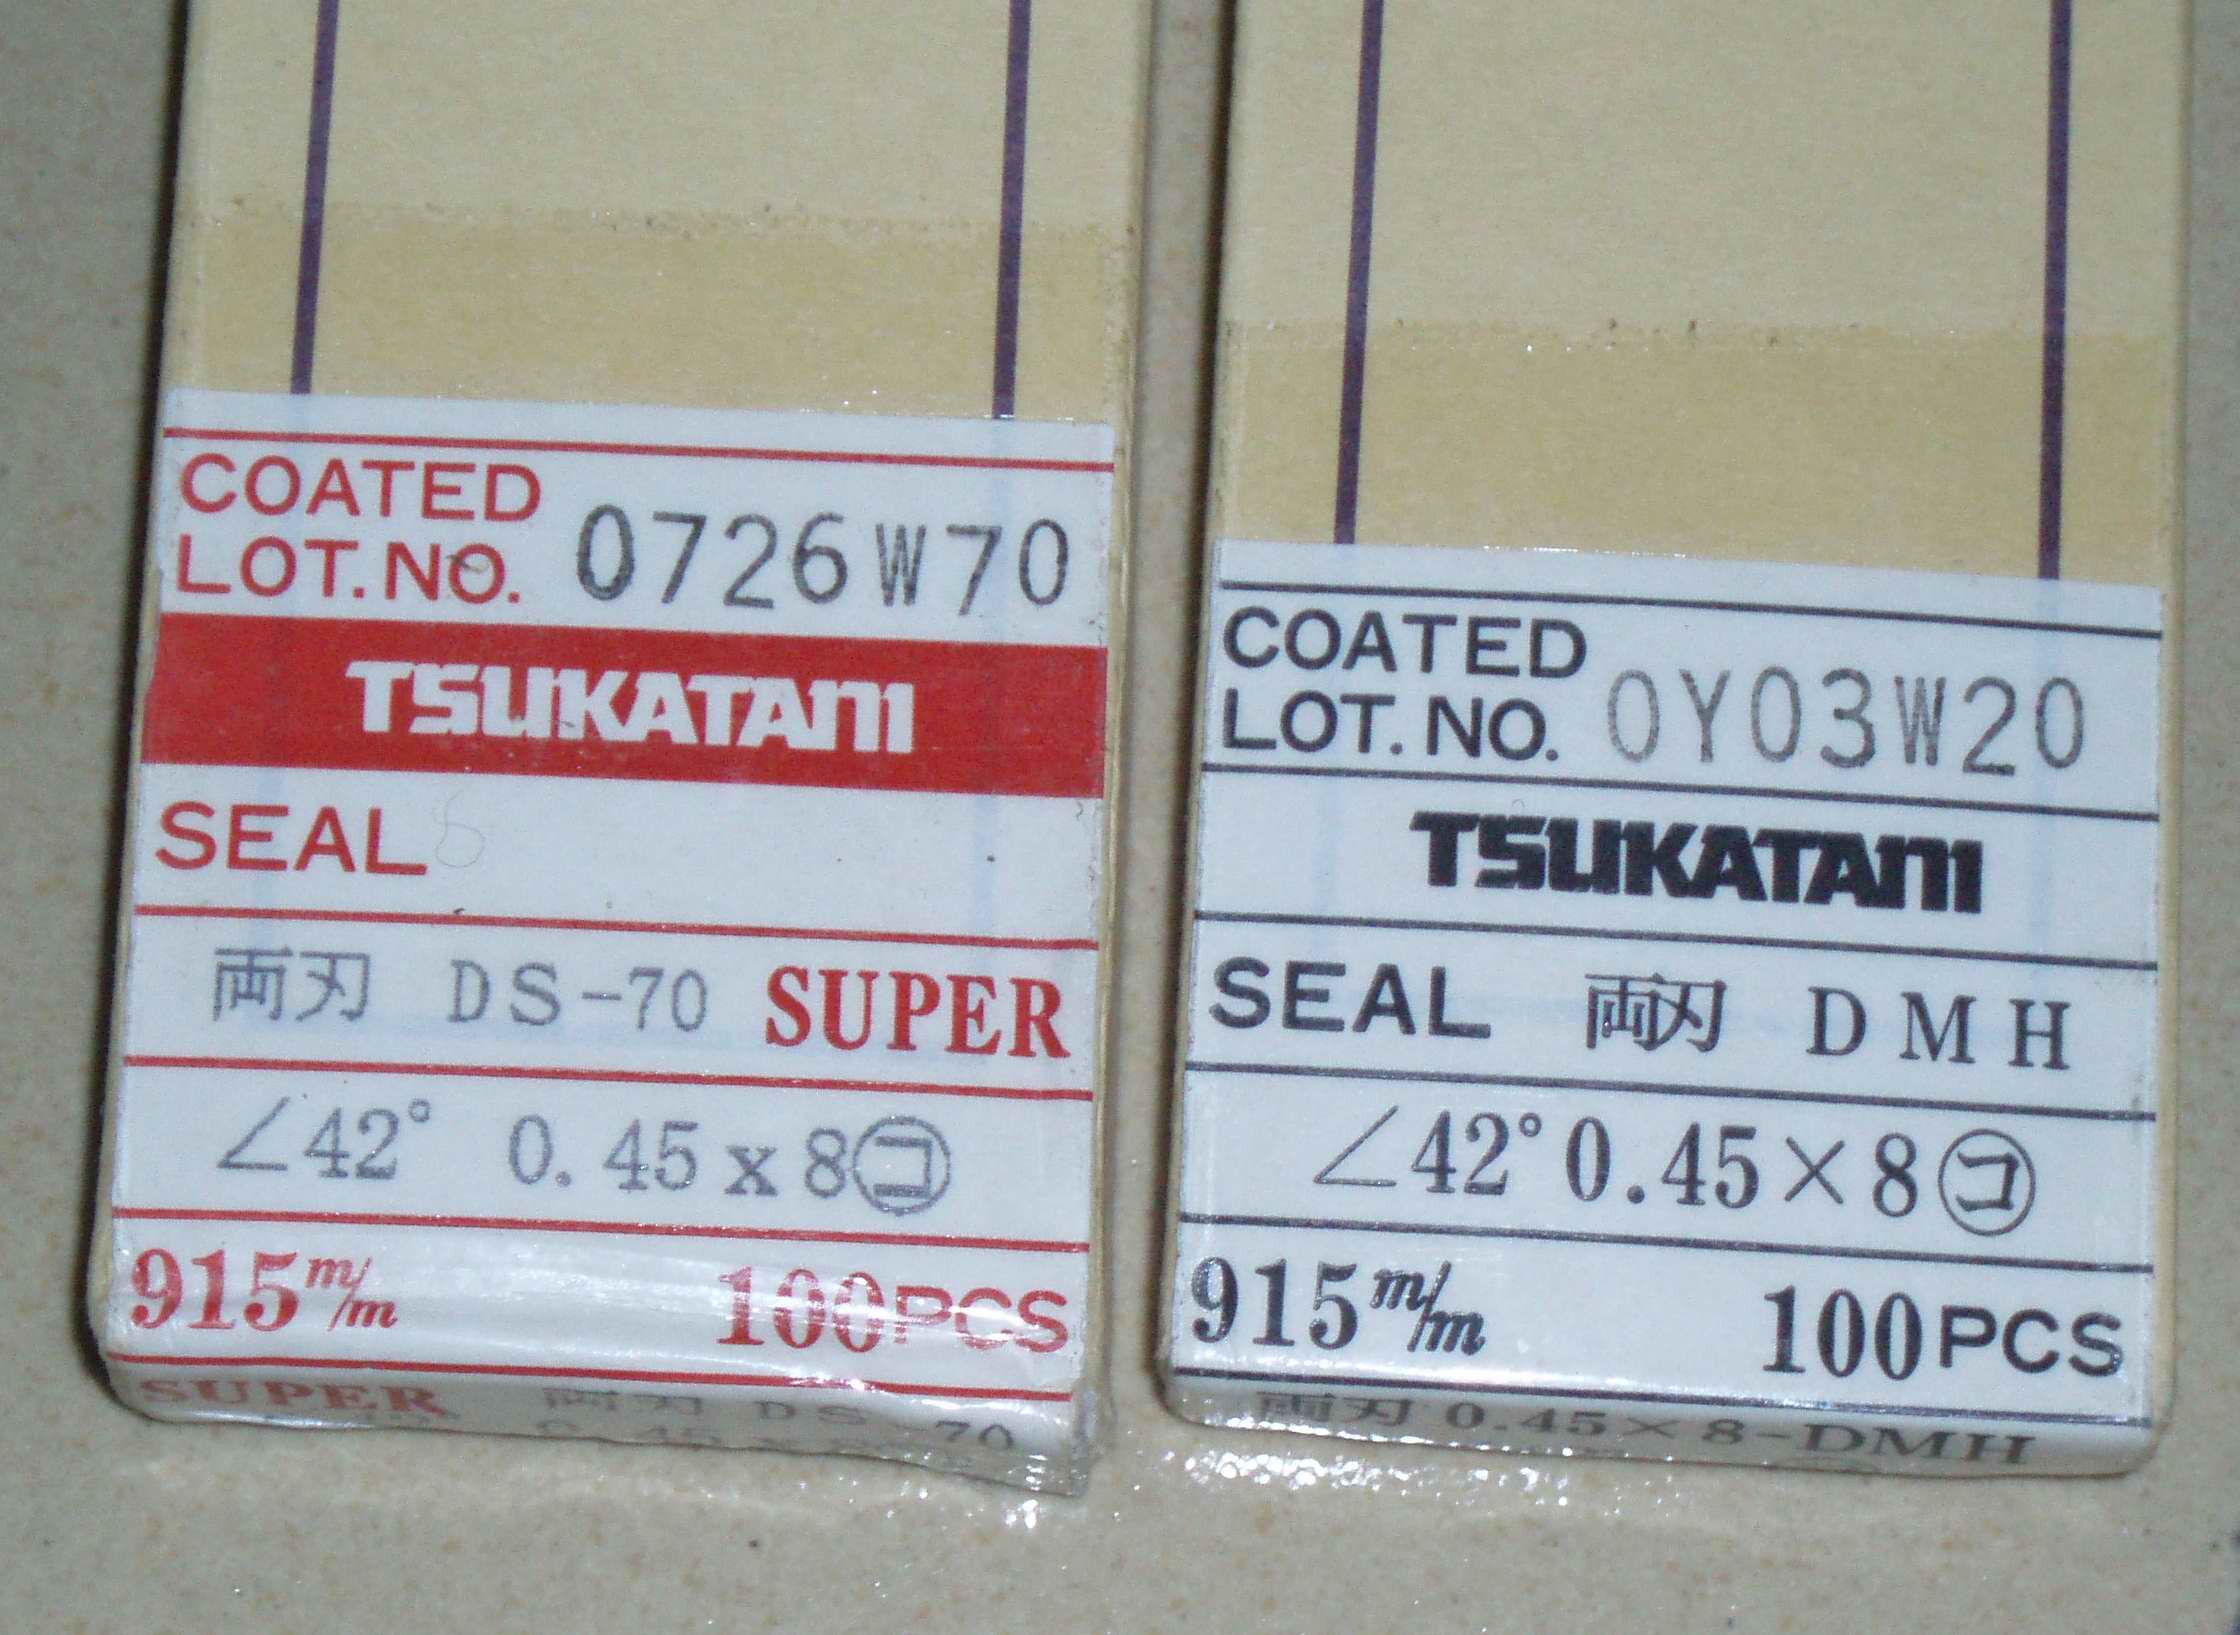 COATED
LOT. NO. 0726W70
TSUKATANI
SEAL
両刃 DS-70 SUPER
∠42° 0.45x8㋙
915m/m 100PCS
SUPER 両刃 DS-70
COATED
LOT. NO. 0Y03W20
TSUKATANI
SEAL 両刃 DMH
∠42° 0.45×8㋙
915m/m 100PCS
両刃 0.45×8-DMH